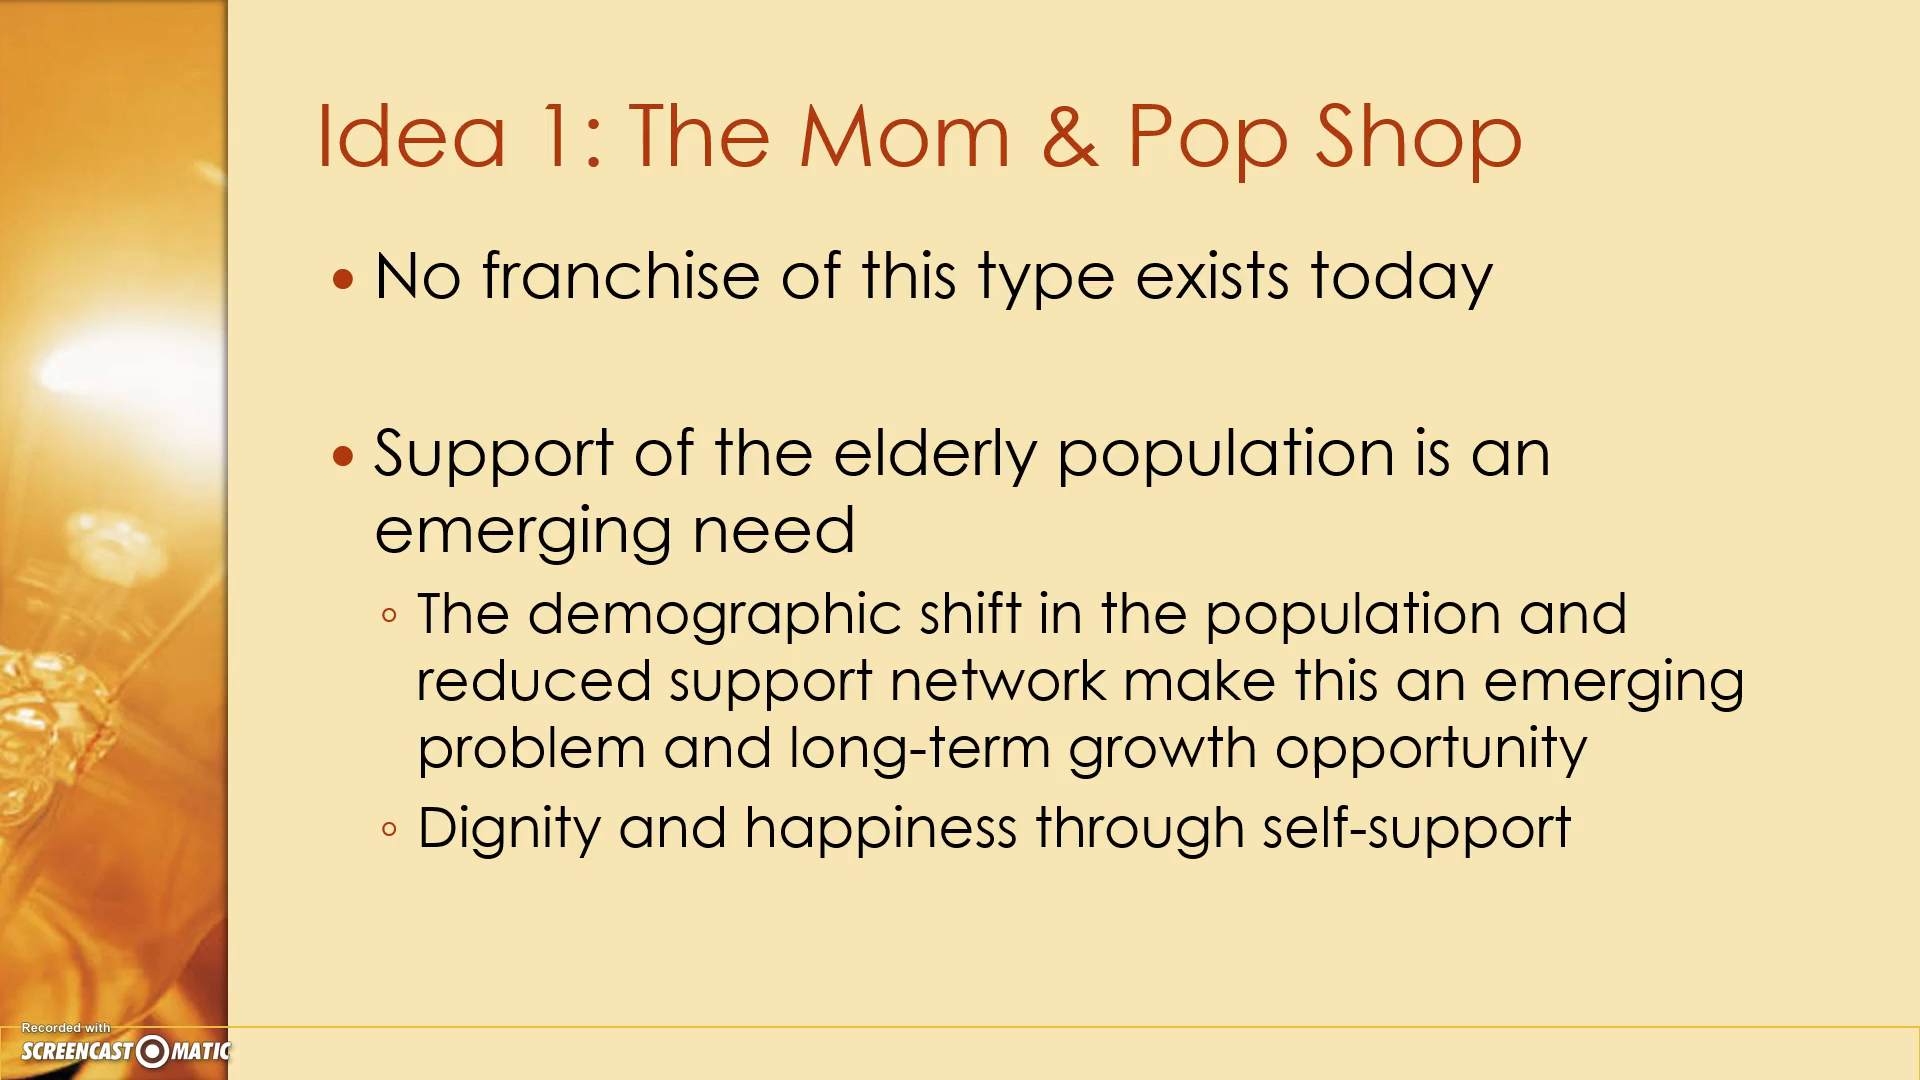 Idea 1: The Mom & Pop Shop
• No franchise of this type exists today
• Support of the elderly population is an
emerging need
◦ The demographic shift in the population and
reduced support network make this an emerging
problem and long-term growth opportunity
◦ Dignity and happiness through self-support
Recorded with
SCREENCAST O MATIC